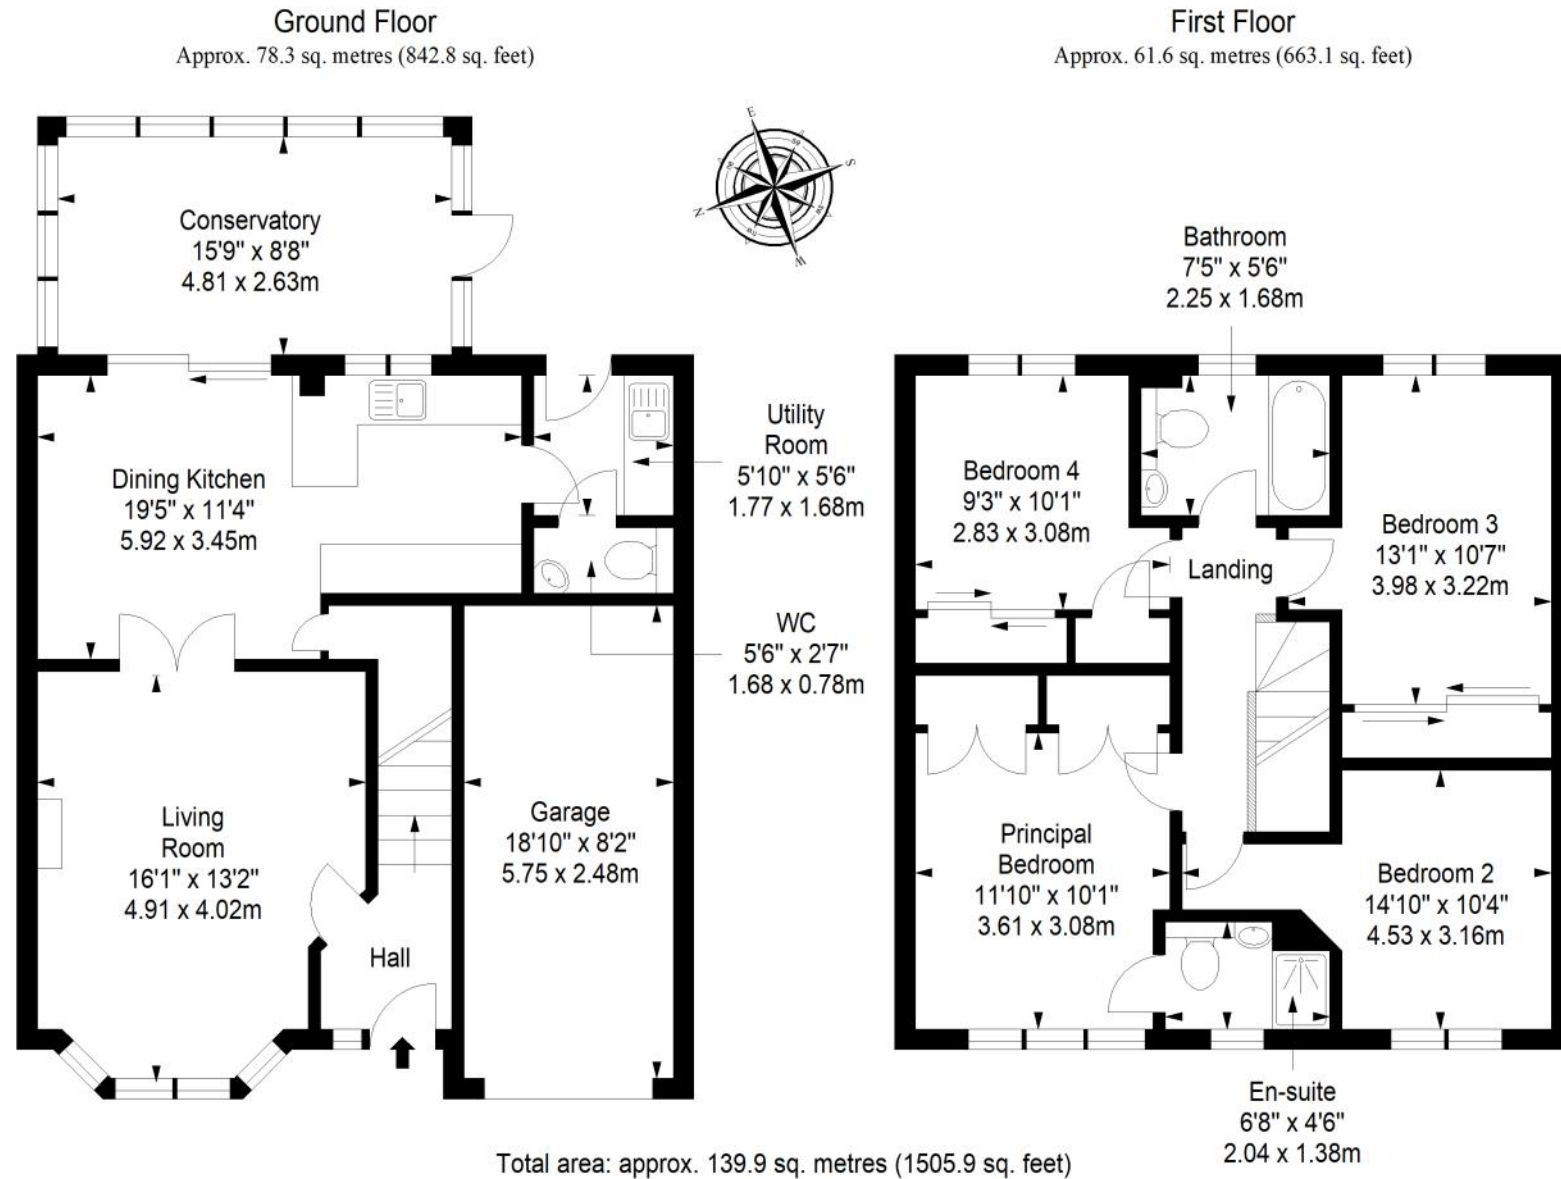 Ground Floor
Approx. 78.3 sq. metres (842.8 sq. feet)
First Floor
Approx. 61.6 sq. metres (663.1 sq. feet)
E
S
N
W
Conservatory
15'9" x 8'8"
4.81 x 2.63m
Bathroom
7'5" x 5'6"
2.25 x 1.68m
Dining Kitchen
19'5" x 11'4"
5.92 x 3.45m
Utility
Room
5'10" x 5'6"
1.77 x 1.68m
WC
5'6" x 2'7"
1.68 x 0.78m
Bedroom 4
9'3" x 10'1"
2.83 x 3.08m
Landing
Bedroom 3
13'1" x 10'7"
3.98 x 3.22m
Living
Room
16'1" x 13'2"
4.91 x 4.02m
Hall
Garage
18'10" x 8'2"
5.75 x 2.48m
Principal
Bedroom
11'10" x 10'1"
3.61 x 3.08m
Bedroom 2
14'10" x 10'4"
4.53 x 3.16m
En-suite
6'8" x 4'6"
2.04 x 1.38m
Total area: approx. 139.9 sq. metres (1505.9 sq. feet)